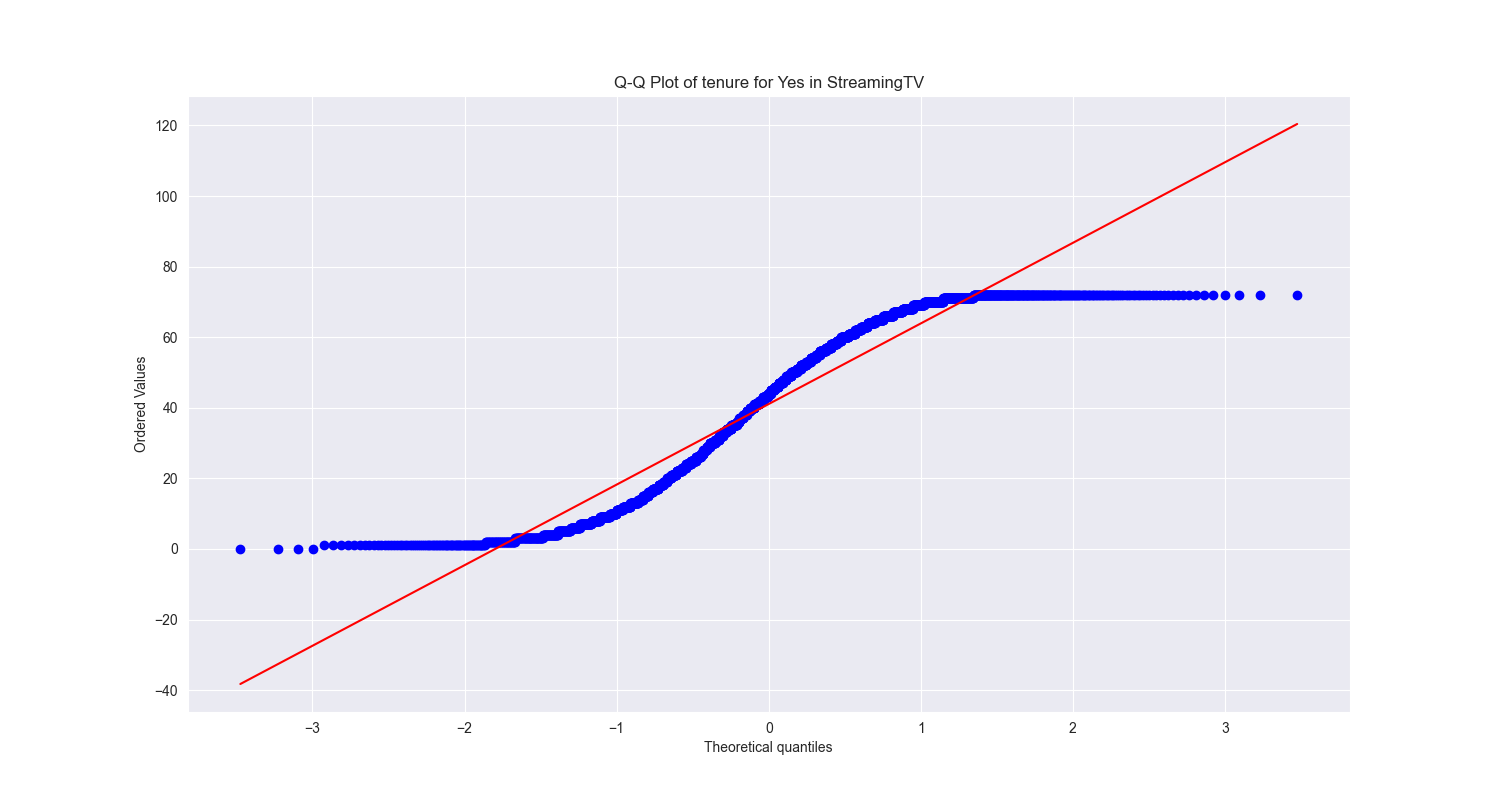 Q-Q Plot of tenure for Yes in StreamingTV
120
100
80
60
40
20
0
−20
−40
Ordered Values
−3 −2 −1 0 1 2 3
Theoretical quantiles